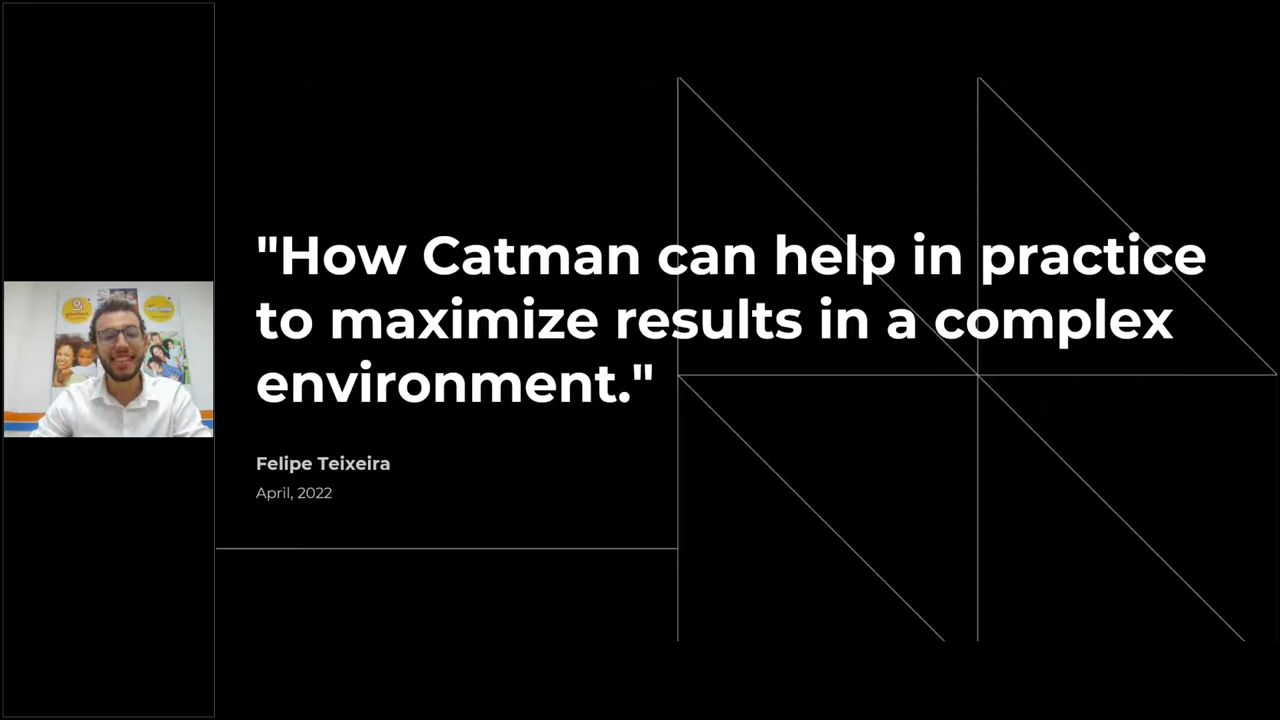 "How Catman can help in practice
to maximize results in a complex
environment."
Felipe Teixeira
April, 2022